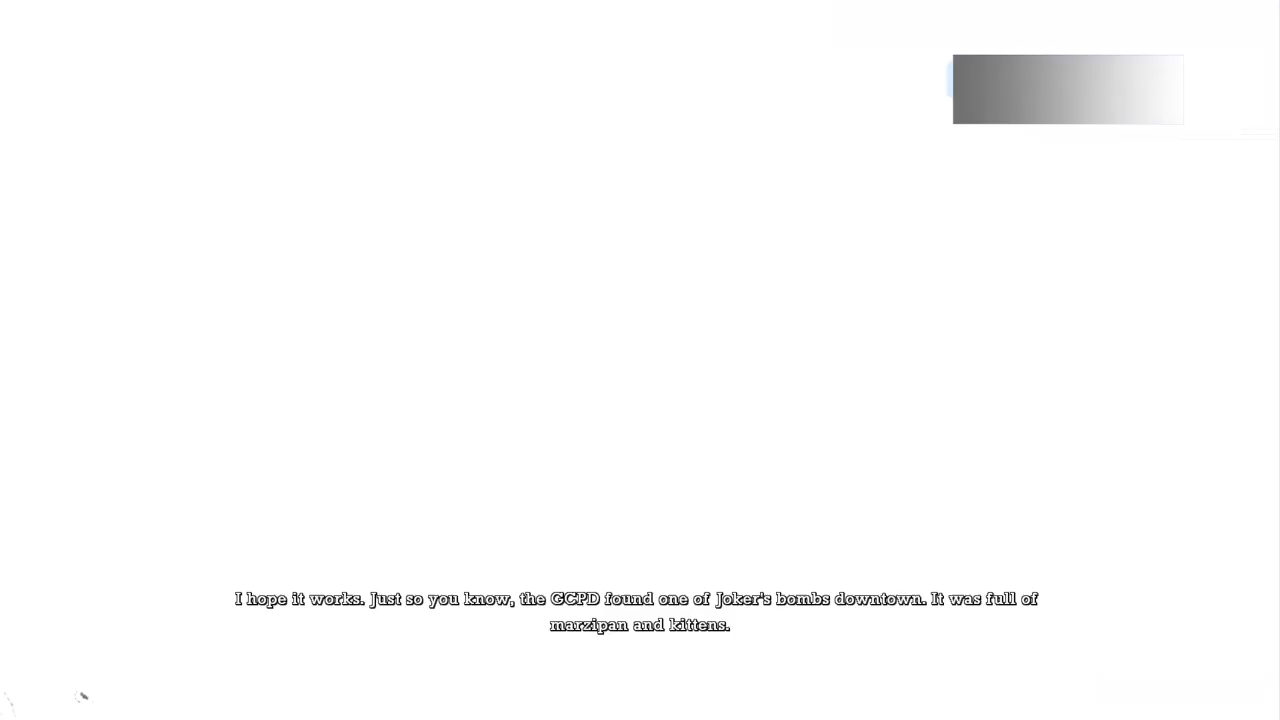 I hope it works. Just so you know, the GCPD found one of Joker's bombs downtown. It was full of
marzipan and kittens.